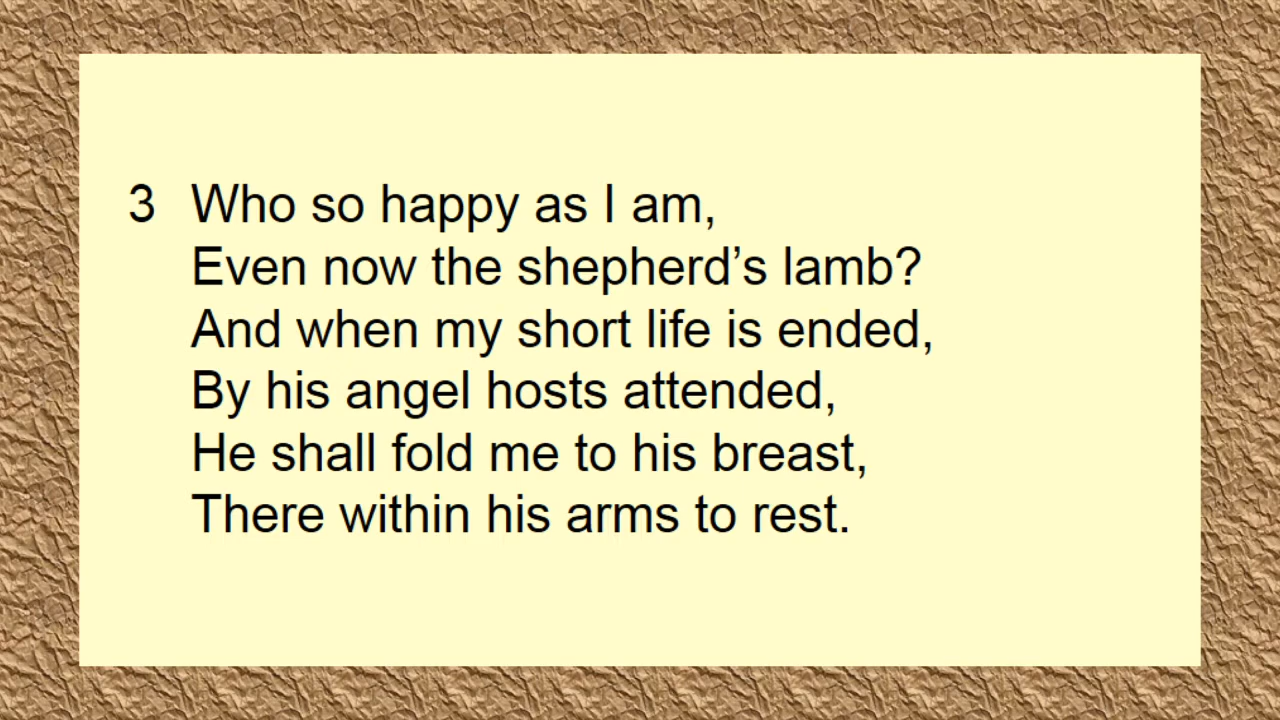 3 Who so happy as I am,
Even now the shepherd’s lamb?
And when my short life is ended,
By his angel hosts attended,
He shall fold me to his breast,
There within his arms to rest.